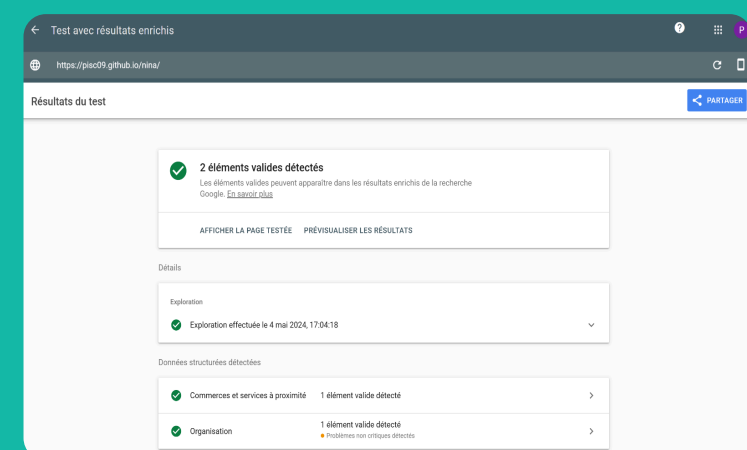 Test avec résultats enrichis
P
https://pisc09.github.io/nina/
Résultats du test
PARTAGER
2 éléments valides détectés
Les éléments valides peuvent apparaître dans les résultats enrichis de la recherche
Google. En savoir plus
AFFICHER LA PAGE TESTÉE PRÉVISUALISER LES RÉSULTATS
Détails
Exploration
Exploration effectuée le 4 mai 2024, 17:04:18
Données structurées détectées
Commerces et services à proximité 1 élément valide détecté
Organisation 1 élément valide détecté
Problèmes non critiques détectés